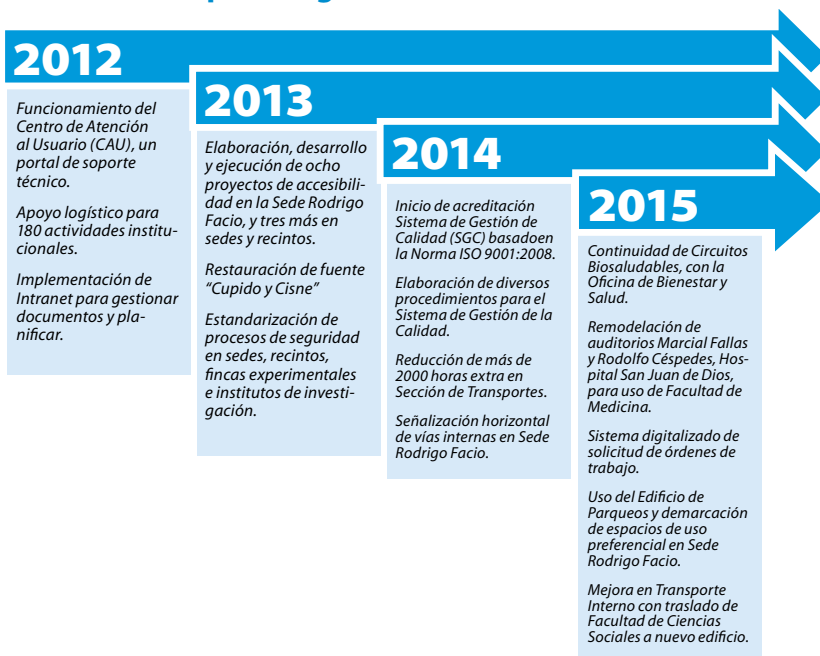 2012
Funcionamiento del
Centro de Atención
al Usuario (CAU), un
portal de soporte
técnico.
Apoyo logístico para
180 actividades institu-
cionales.
Implementación de
Intranet para gestionar
documentos y pla-
nificar.
2013
Elaboración, desarrollo
y ejecución de ocho
proyectos de accesibili-
dad en la Sede Rodrigo
Facio, y tres más en
sedes y recintos.
Restauración de fuente
“Cupido y Cisne”
Estandarización de
procesos de seguridad
en sedes, recintos,
fincas experimentales
e institutos de investi-
gación.
2014
Inicio de acreditación
Sistema de Gestión de
Calidad (SGC) basadoen
la Norma ISO 9001:2008.
Elaboración de diversos
procedimientos para el
Sistema de Gestión de la
Calidad.
Reducción de más de
2000 horas extra en
Sección de Transportes.
Señalización horizontal
de vías internas en Sede
Rodrigo Facio.
2015
Continuidad de Circuitos
Biosaludables, con la
Oficina de Bienestar y
Salud.
Remodelación de
auditorios Marcial Fallas
y Rodolfo Céspedes, Hos-
pital San Juan de Dios,
para uso de Facultad de
Medicina.
Sistema digitalizado de
solicitud de órdenes de
trabajo.
Uso del Edificio de
Parqueos y demarcación
de espacios de uso
preferencial en Sede
Rodrigo Facio.
Mejora en Transporte
Interno con traslado de
Facultad de Ciencias
Sociales a nuevo edificio.